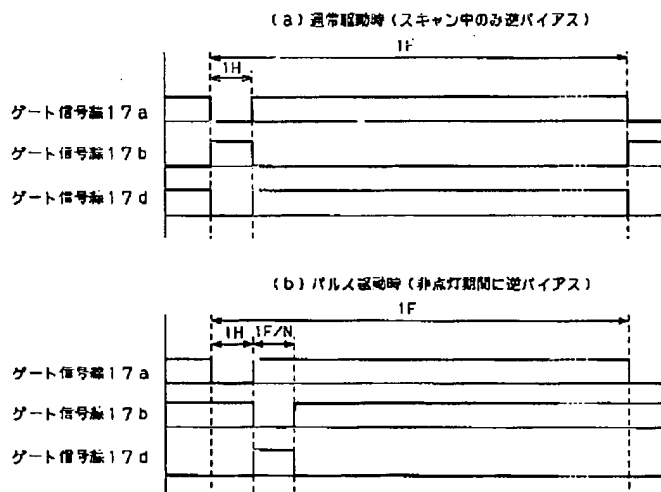 (a) 通常駆動時(スキャン中のみ逆バイアス)
1F
1H
ゲート信号線17a
ゲート信号線17b
ゲート信号線17d
(b) パルス駆動時(非点灯期間に逆バイアス)
1F
1H 1F/N
ゲート信号線17a
ゲート信号線17b
ゲート信号線17d